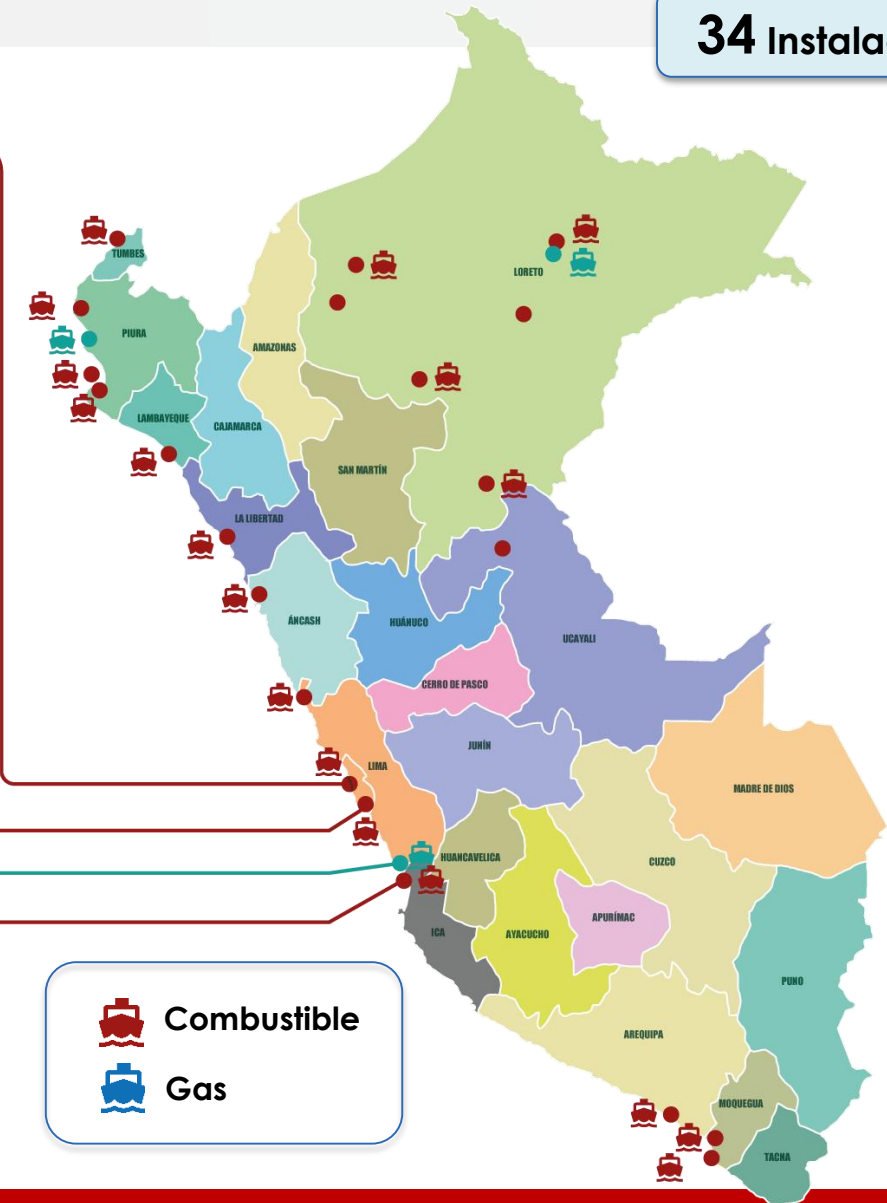 34 Instala
TUMBES
LORETO
PIURA
AMAZONAS
LAMBAYEQUE
CAJAMARCA
SAN MARTÍN
LA LIBERTAD
ÁNCASH
HUÁNUCO
UCAYALI
CERRO DE PASCO
JUNÍN
LIMA
MADRE DE DIOS
HUANCAVELICA
CUZCO
APURÍMAC
ICA
AYACUCHO
PUNO
Combustible
AREQUIPA
Gas
MOQUEGUA
TACNA